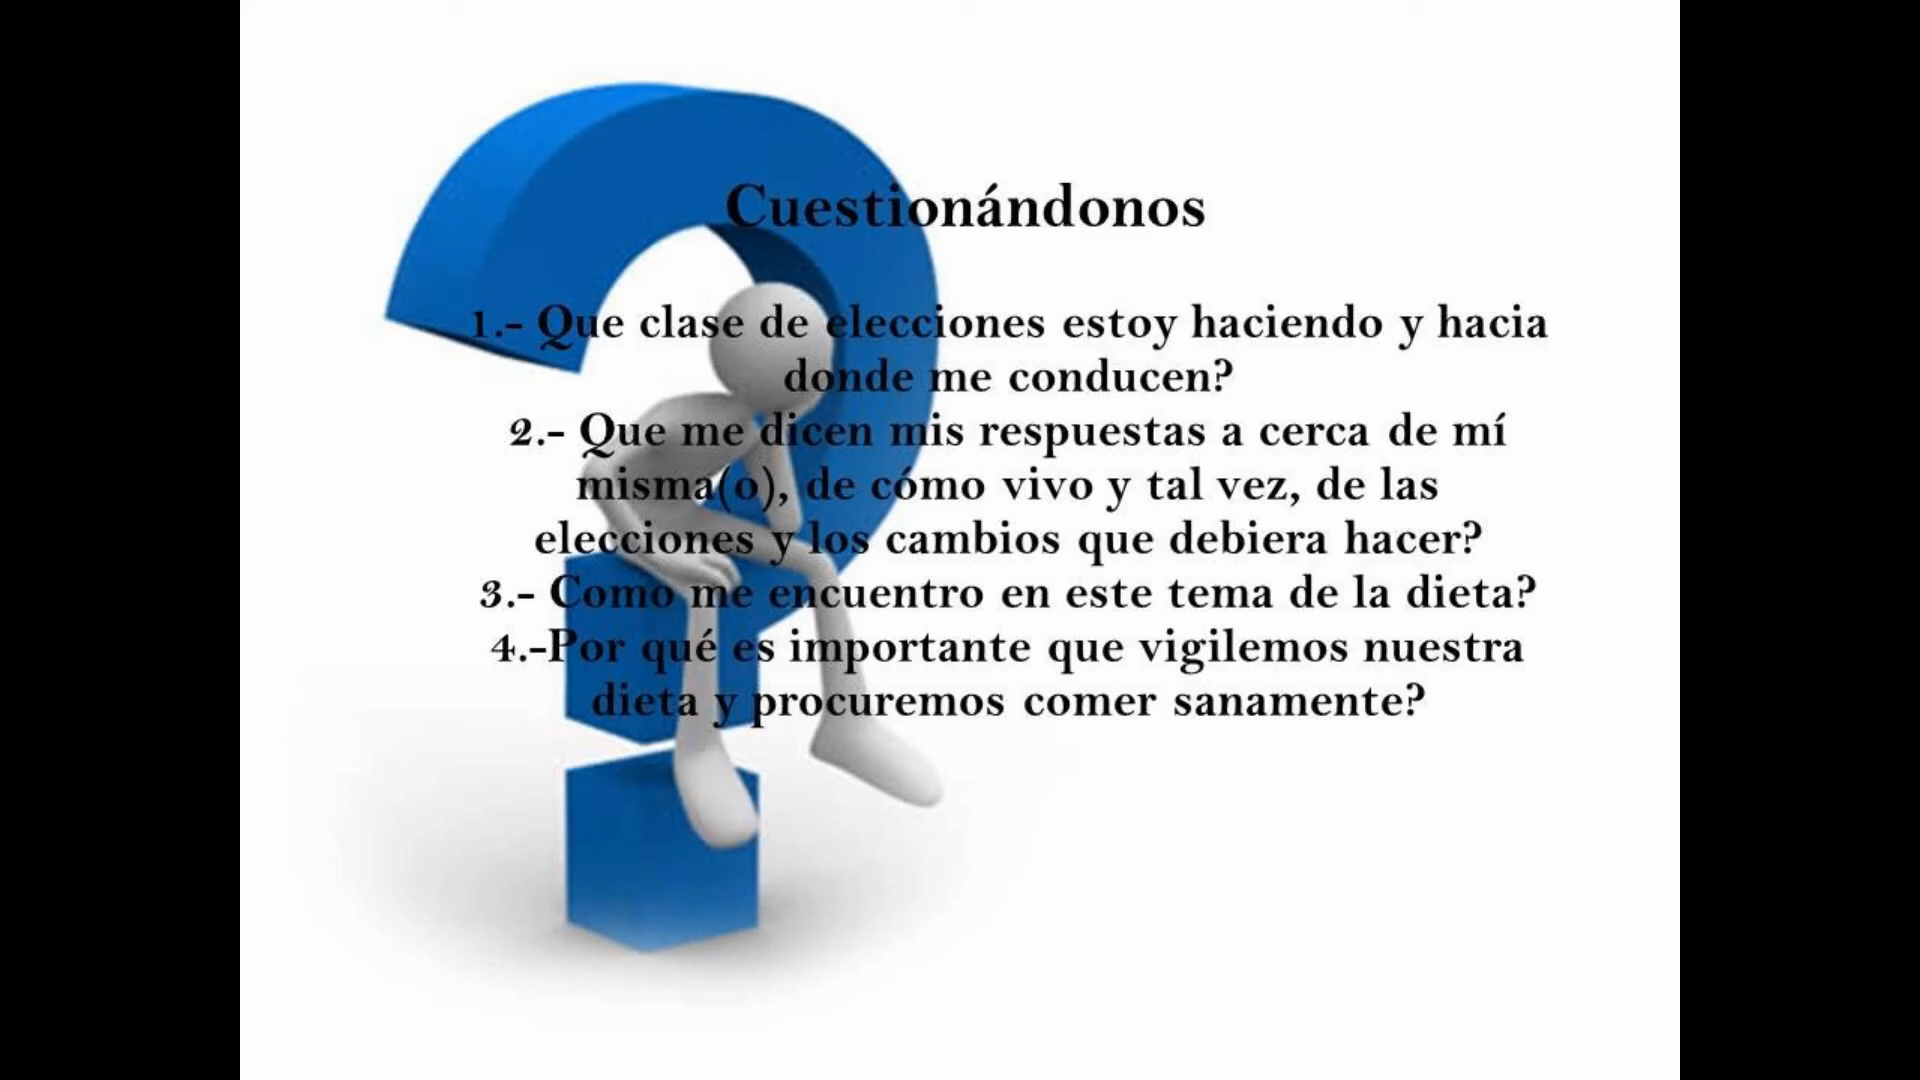 Cuestionándonos
1.- Que clase de elecciones estoy haciendo y hacia
donde me conducen?
2.- Que me dicen mis respuestas a cerca de mí
misma(o), de cómo vivo y tal vez, de las
elecciones y los cambios que debiera hacer?
3.- Como me encuentro en este tema de la dieta?
4.-Por qué es importante que vigilemos nuestra
dieta y procuremos comer sanamente?